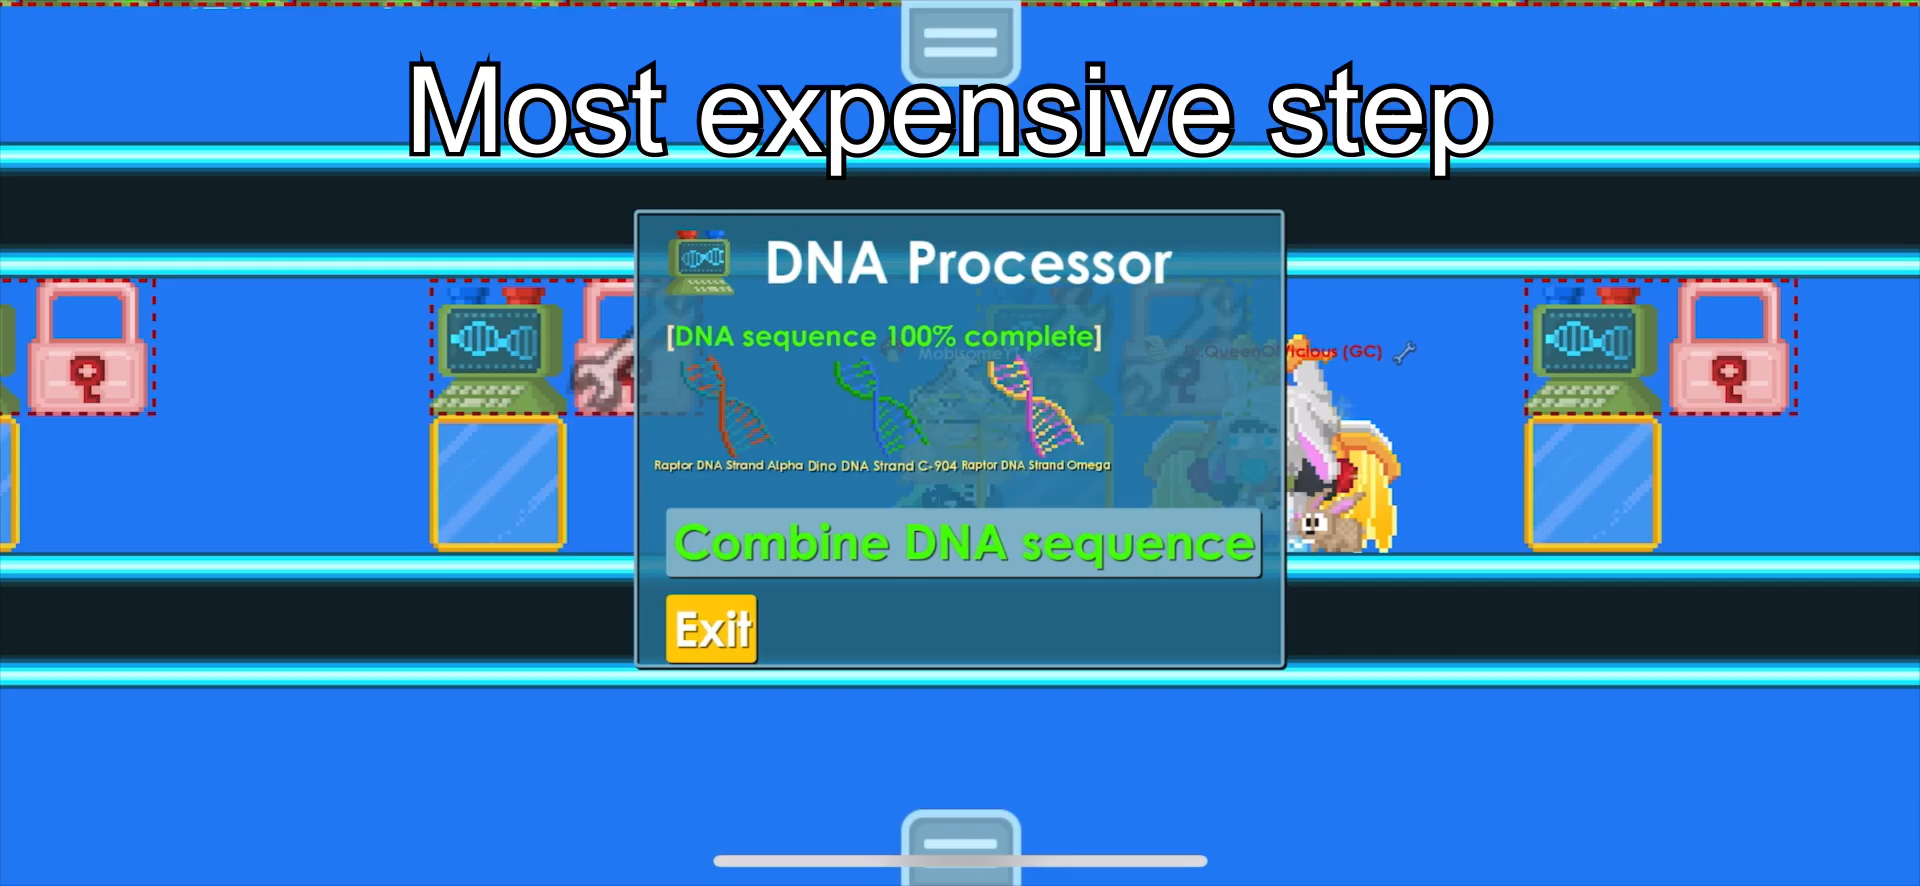 Most expensive step
DNA Processor
[DNA sequence 100% complete]
MobisomeYT
Raptor DNA Strand Alpha Dino DNA Strand C-904 Raptor DNA Strand Omega
Combine DNA sequence
Exit